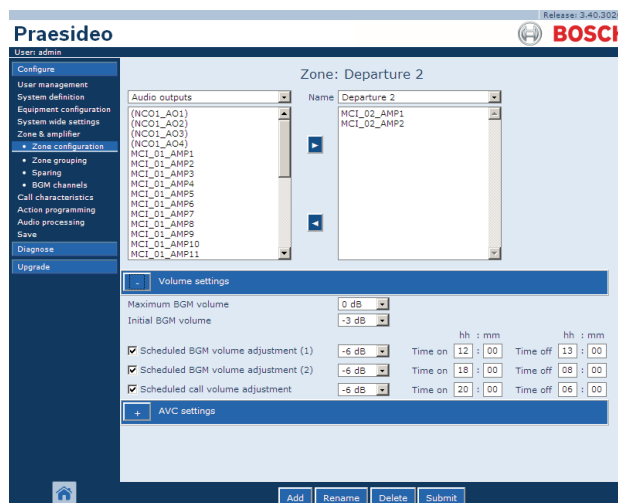 Release: 3.40.302
Praesideo
BOSCH
User: admin
Configure
User management
System definition
Equipment configuration
System wide settings
Zone & amplifier
• Zone configuration
• Zone grouping
• Sparing
• BGM channels
Call characteristics
Action programming
Audio processing
Save
Diagnose
Upgrade
Zone: Departure 2
Audio outputs
Name Departure 2
(NCO1_AO1)
(NCO1_AO2)
(NCO1_AO3)
(NCO1_AO4)
MCI_01_AMP1
MCI_01_AMP2
MCI_01_AMP3
MCI_01_AMP4
MCI_01_AMP5
MCI_01_AMP6
MCI_01_AMP7
MCI_01_AMP8
MCI_01_AMP9
MCI_01_AMP10
MCI_01_AMP11
MCI_02_AMP1
MCI_02_AMP2
- Volume settings
Maximum BGM volume 0 dB
Initial BGM volume -3 dB
hh : mm hh : mm
Scheduled BGM volume adjustment (1) -6 dB Time on 12 : 00 Time off 13 : 00
Scheduled BGM volume adjustment (2) -6 dB Time on 18 : 00 Time off 08 : 00
Scheduled call volume adjustment -6 dB Time on 20 : 00 Time off 06 : 00
+ AVC settings
Add Rename Delete Submit